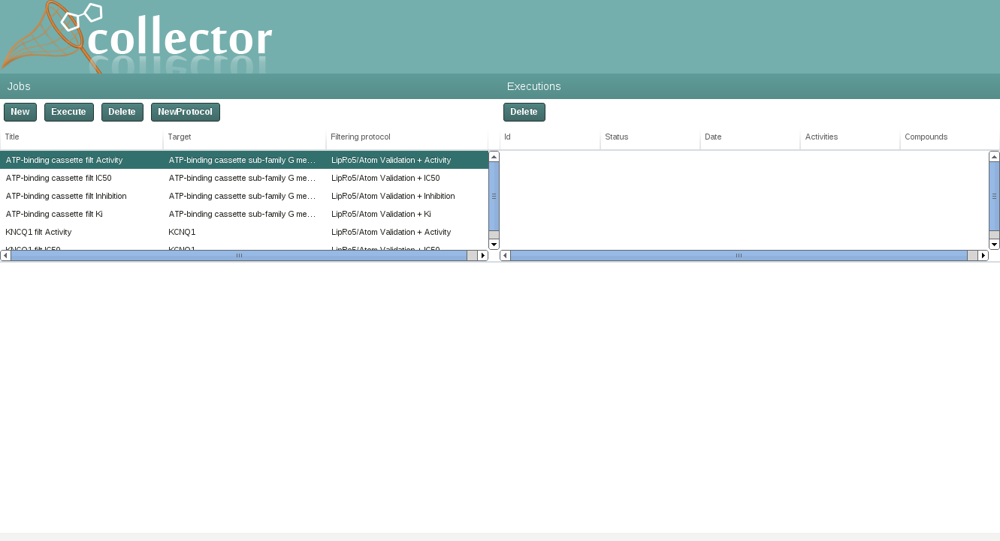 collector
Jobs
Executions
New Execute Delete NewProtocol
Delete
Title Target Filtering protocol
Id Status Date Activities Compounds
ATP-binding cassette filt Activity ATP-binding cassette sub-family G me… LipRo5/Atom Validation + Activity
ATP-binding cassette filt IC50 ATP-binding cassette sub-family G me… LipRo5/Atom Validation + IC50
ATP-binding cassette filt Inhibition ATP-binding cassette sub-family G me… LipRo5/Atom Validation + Inhibition
ATP-binding cassette filt Ki ATP-binding cassette sub-family G me… LipRo5/Atom Validation + Ki
KNCQ1 filt Activity KCNQ1 LipRo5/Atom Validation + Activity
KNCQ1 filt IC50 KCNQ1 LipRo5/Atom Validation + IC50